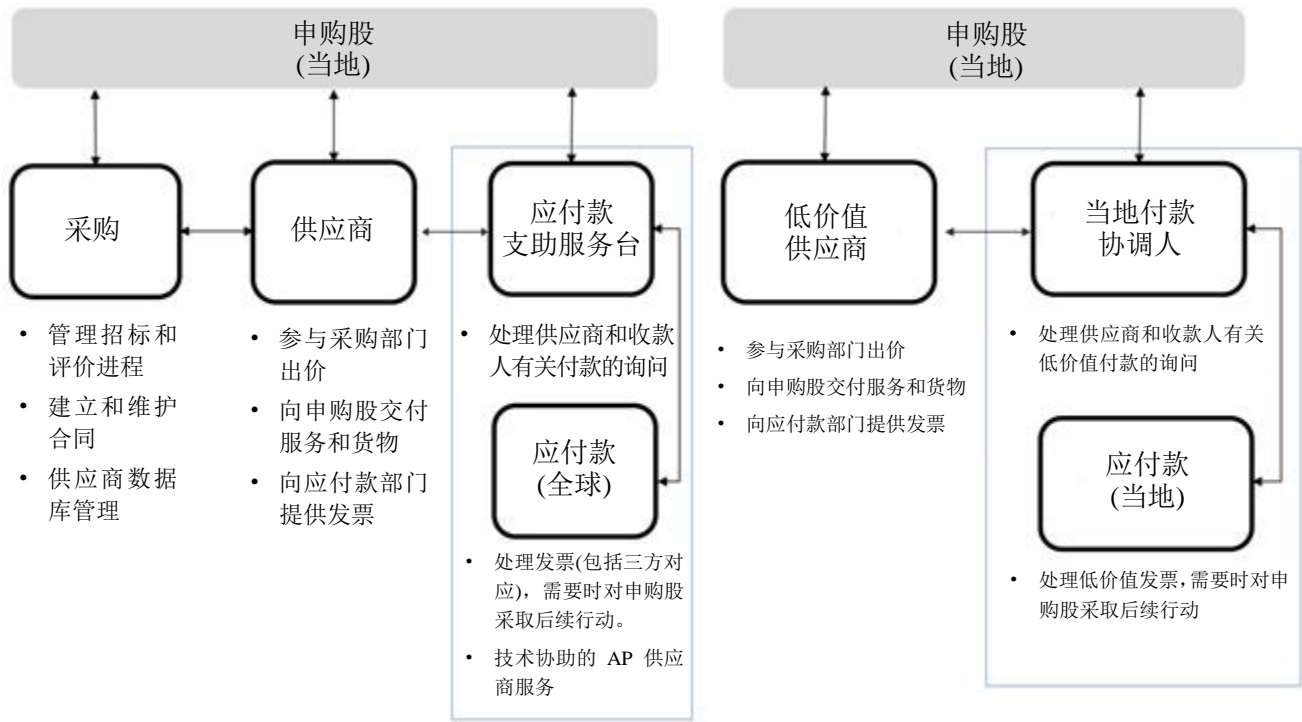 申购股
(当地)
采购
供应商
应付款
支助服务台
• 管理招标和
评价进程
• 建立和维护
合同
• 供应商数据
库管理
• 参与采购部门
出价
• 向申购股交付
服务和货物
• 向应付款部门
提供发票
• 处理供应商和收款
人有关付款的询问
应付款
(全球)
• 处理发票(包括三方对
应)，需要时对申购股
采取后续行动。
• 技术协助的 AP 供应
商服务
申购股
(当地)
低价值
供应商
当地付款
协调人
• 参与采购部门出价
• 向申购股交付服务和货物
• 向应付款部门提供发票
• 处理供应商和收款人有关
低价值付款的询问
应付款
(当地)
• 处理低价值发票，需要时对申
购股采取后续行动